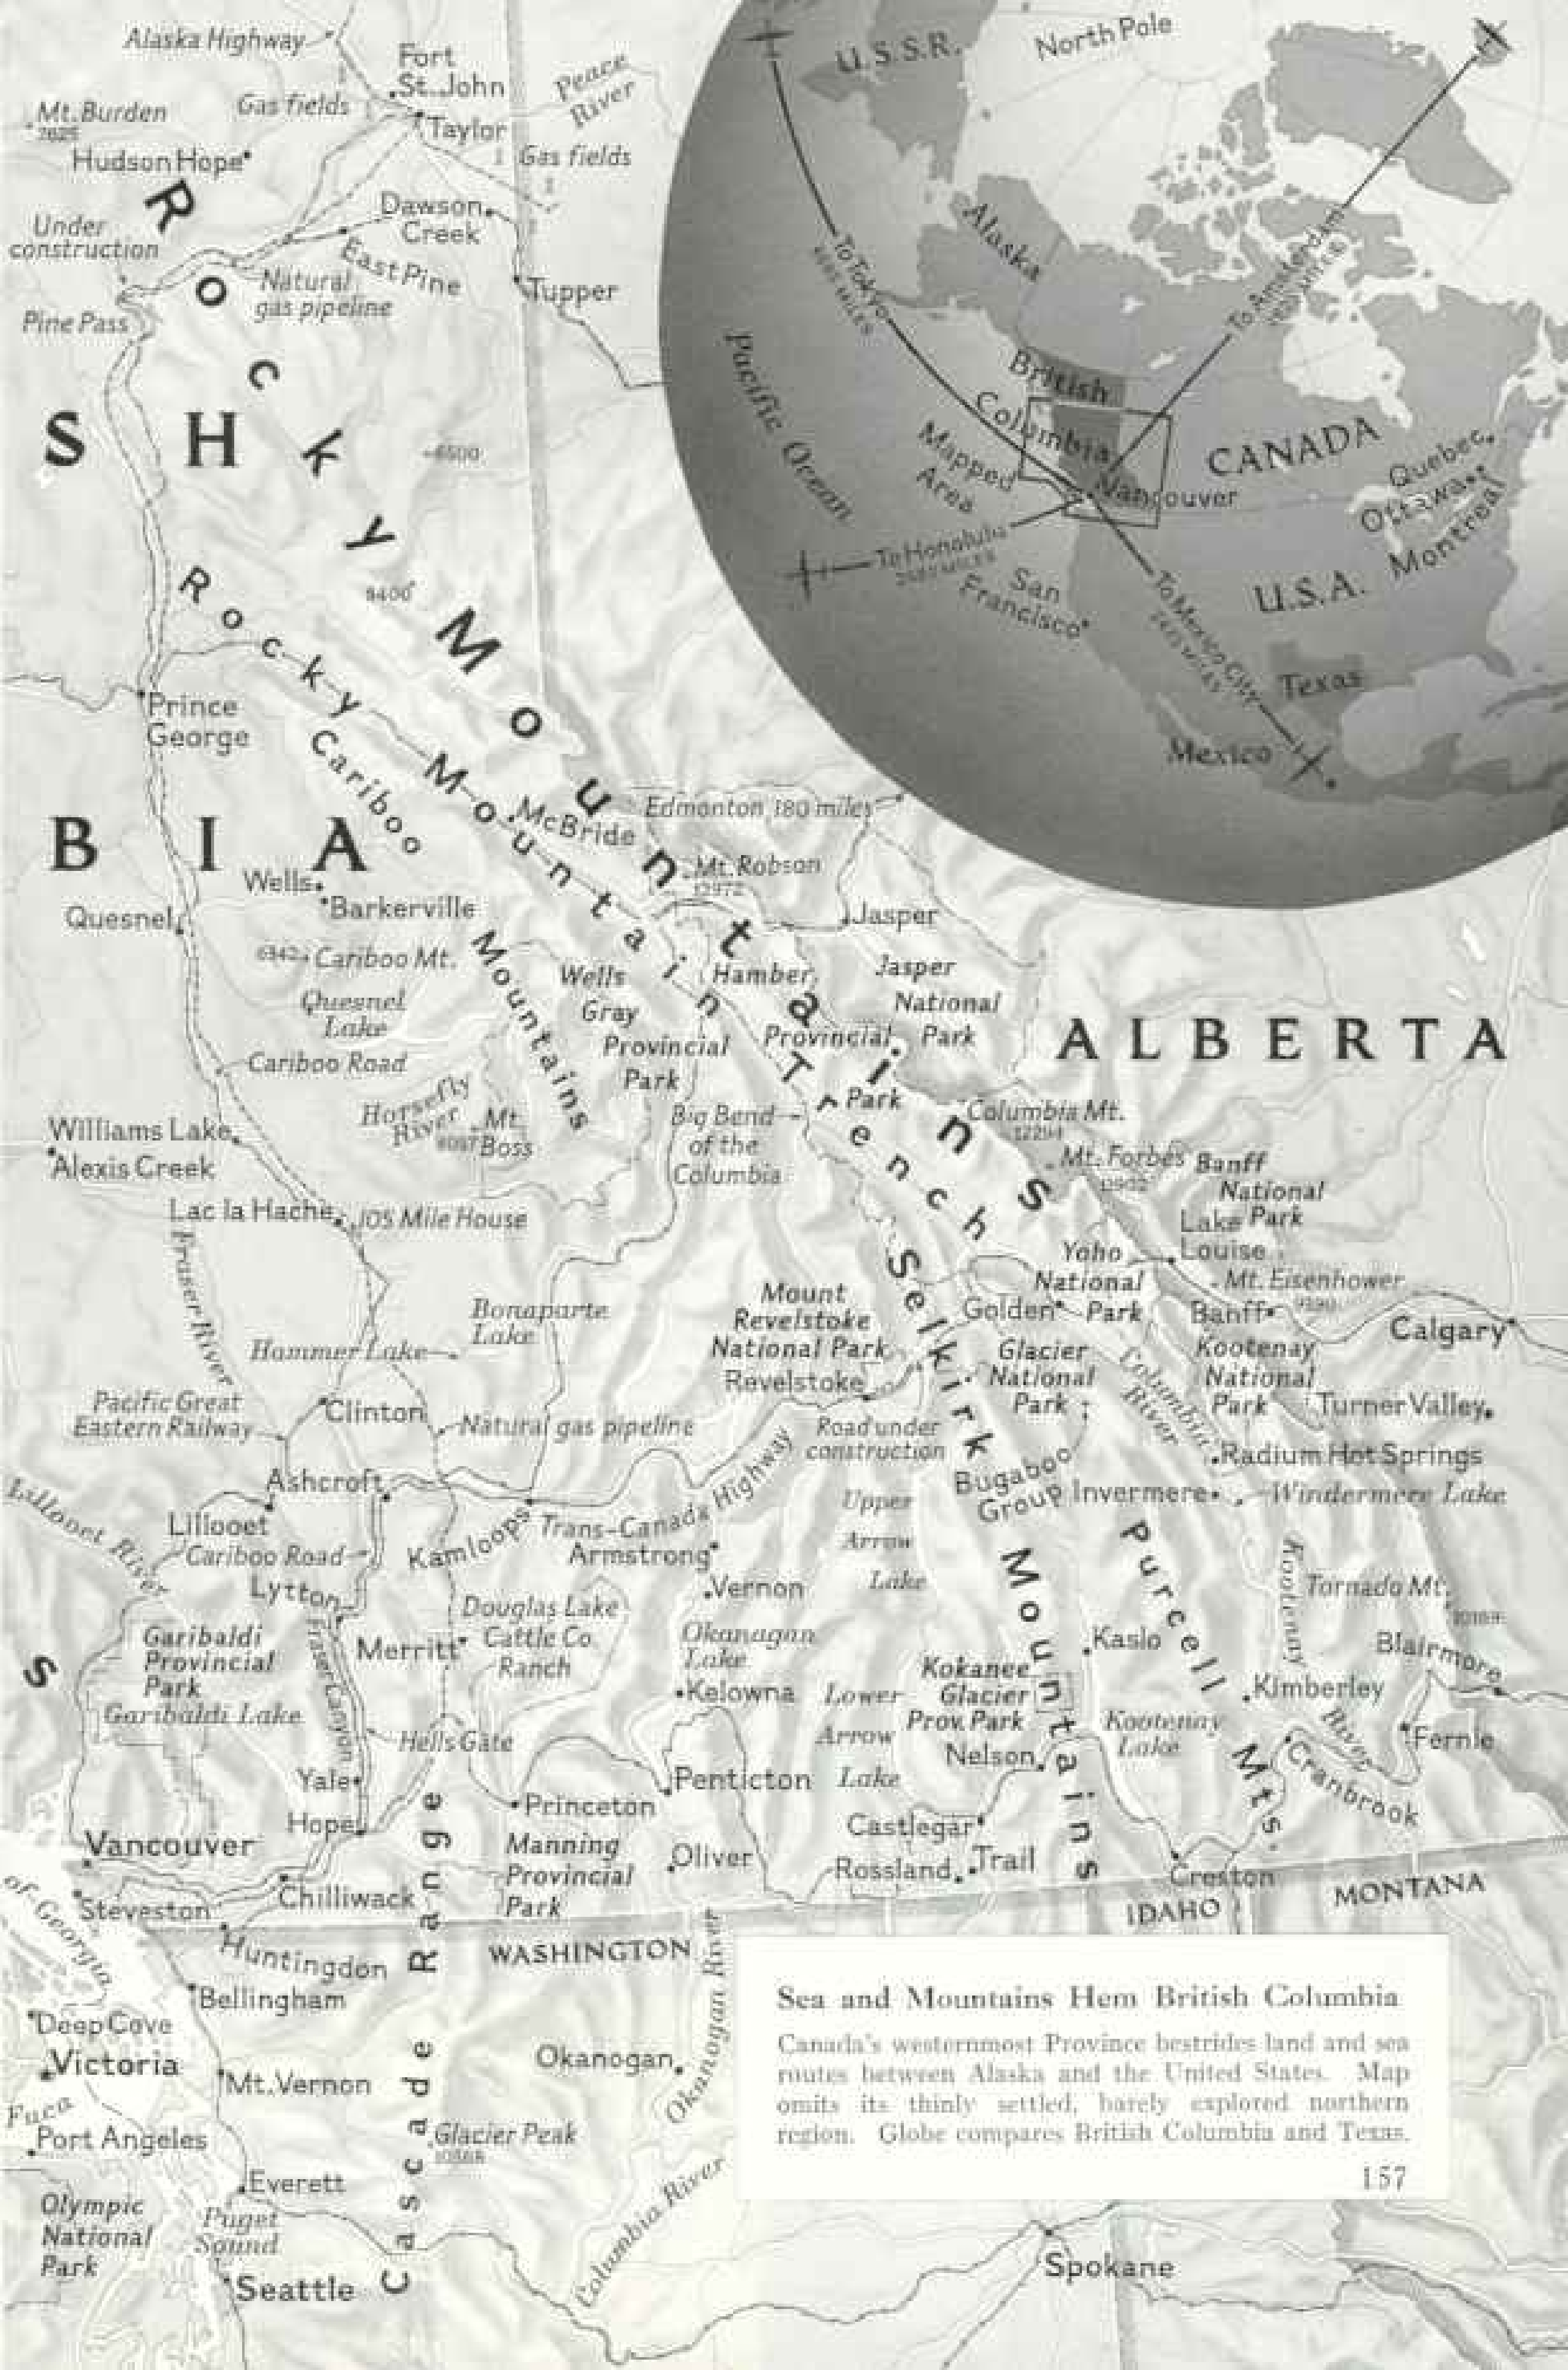 Alaska Highway
Fort
St. John
Peace
River
Mt. Burden
Gas fields
Taylor
Hudson Hope
Gas fields
Under
construction
Dawson
Creek
East Pine
Natural
gas pipeline
Tupper
Pine Pass
Rocky Mountains
U.S.S.R.
North Pole
Alaska
To Tokyo
To Amsterdam
Pacific Ocean
British
Columbia
Mapped
Area
Vancouver
CANADA
Quebec
Ottawa
Montreal
To Honolulu
San
Francisco
U.S.A.
To Mexico City
Texas
Mexico
S H
6500
8400
Rocky Mountain Trench
Prince
George
Cariboo
Mountains
McBride
Edmonton 180 miles
B I A
Mt. Robson
12972
Wells
Barkerville
Quesnel
Jasper
Cariboo Mt.
Quesnel
Lake
Wells
Gray
Provincial
Park
Hamber
Provincial
Park
Jasper
National
Park
ALBERTA
Cariboo Road
Horsefly
River
Mt.
Boss
Big Bend
of the
Columbia
Columbia Mt.
12294
Williams Lake
Alexis Creek
Mt. Forbes
11902
Banff
National
Park
Lac la Hache
105 Mile House
Lake
Louise
Yoho
National
Park
Fraser River
Selkirk Mountains
Mt. Eisenhower
Bonaparte
Lake
Mount
Revelstoke
National Park
Golden
Banff
Calgary
Hammer Lake
Revelstoke
Glacier
National
Park
Columbia
River
Kootenay
National
Park
Pacific Great
Eastern Railway
Clinton
Natural gas pipeline
Road under
construction
Turner Valley
Radium Hot Springs
Ashcroft
Bugaboo
Group
Invermere
Windermere Lake
Lillooet River
Lillooet
Kamloops
Trans-Canada Highway
Upper
Arrow
Lake
Cariboo Road
Armstrong
Purcell Mts.
Lytton
Vernon
Kootenay
River
Tornado Mt.
Douglas Lake
Cattle Co
Ranch
Garibaldi
Provincial
Park
Fraser Canyon
Merritt
Okanagan
Lake
Kaslo
Blairmore
S
Kokanee
Glacier
Prov. Park
Kelowna
Lower
Arrow
Lake
Kimberley
Garibaldi Lake
Hells Gate
Kootenay
Lake
Fernie
Nelson
Yale
Penticton
Cranbrook
Hope
Princeton
Castlegar
Vancouver
Manning
Provincial
Park
Oliver
Rossland
Trail
Creston
of Georgia
Steveston
Chilliwack
IDAHO
MONTANA
Huntingdon
Cascade Range
WASHINGTON
Okanogan River
Bellingham
Deep Cove
Victoria
Okanogan
Mt. Vernon
Fuca
Port Angeles
Glacier Peak
Everett
Columbia River
Olympic
National
Park
Puget
Sound
Seattle
Spokane
Sea and Mountains Hem British Columbia
Canada's westernmost Province bestrides land and sea
routes between Alaska and the United States. Map
omits its thinly settled, barely explored northern
region. Globe compares British Columbia and Texas.
157